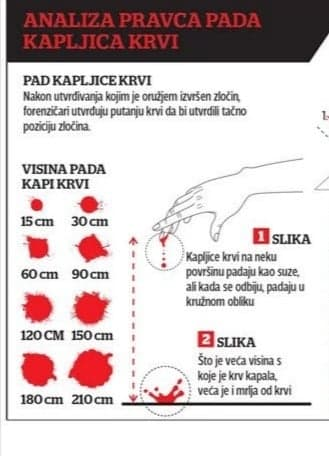 ANALIZA PRAVCA PADA
KAPLJICA KRVI
PAD KAPLJICE KRVI
Nakon utvrđivanja kojim je oružjem izvršen zločin,
forenzičari utvrđuju putanju krvi da bi utvrdili tačno
poziciju zločina.
VISINA PADA
KAPI KRVI
15 cm 30 cm
60 cm 90 cm
120 CM 150 cm
180 cm 210 cm
1 SLIKA
Kapljice krvi na neku
površinu padaju kao suze,
ali kada se odbiju, padaju u
kružnom obliku
2 SLIKA
Što je veća visina s
koje je krv kapala,
veća je i mrlja od krvi